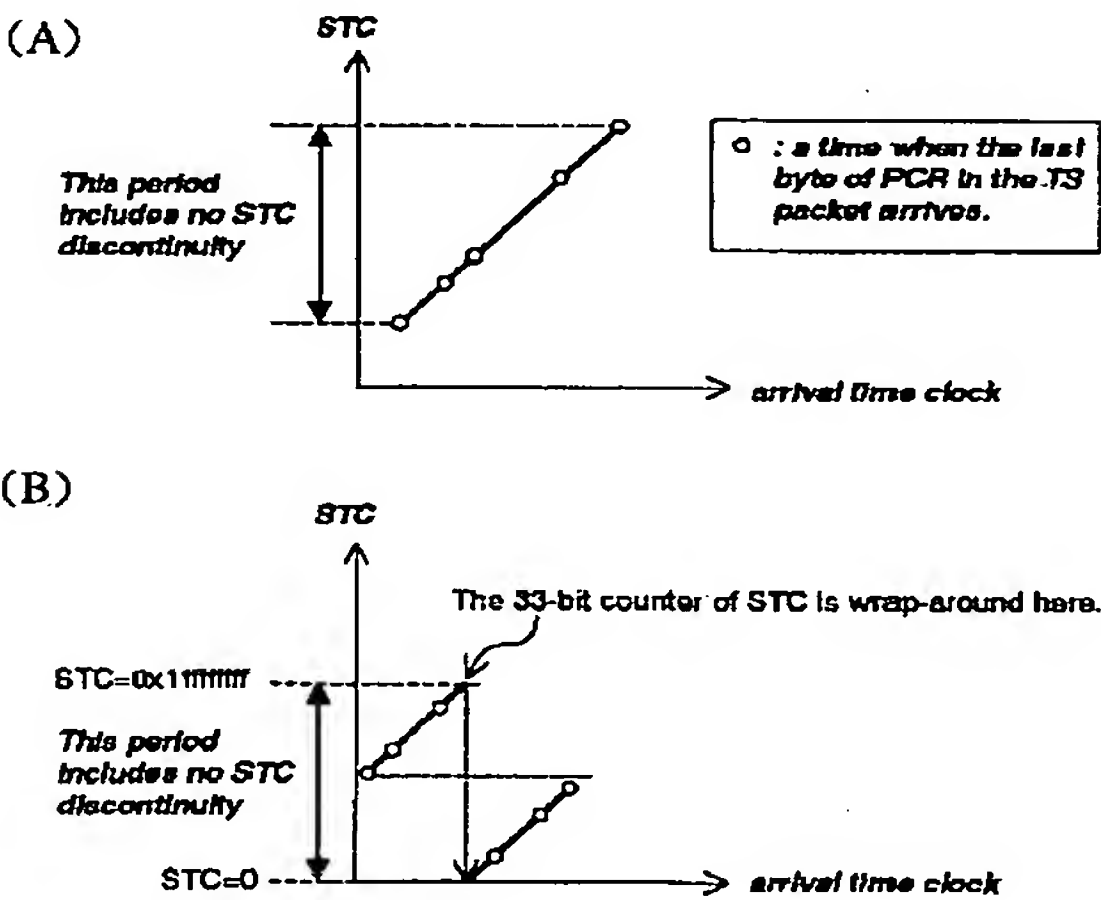 (A)
STC
This period
includes no STC
discontinuity
: a time when the last
byte of PCR in the TS
packet arrives.
arrival time clock
(B)
STC
The 33-bit counter of STC is wrap-around here.
STC=0x1ffffffff
This period
includes no STC
discontinuity
STC=0
arrival time clock